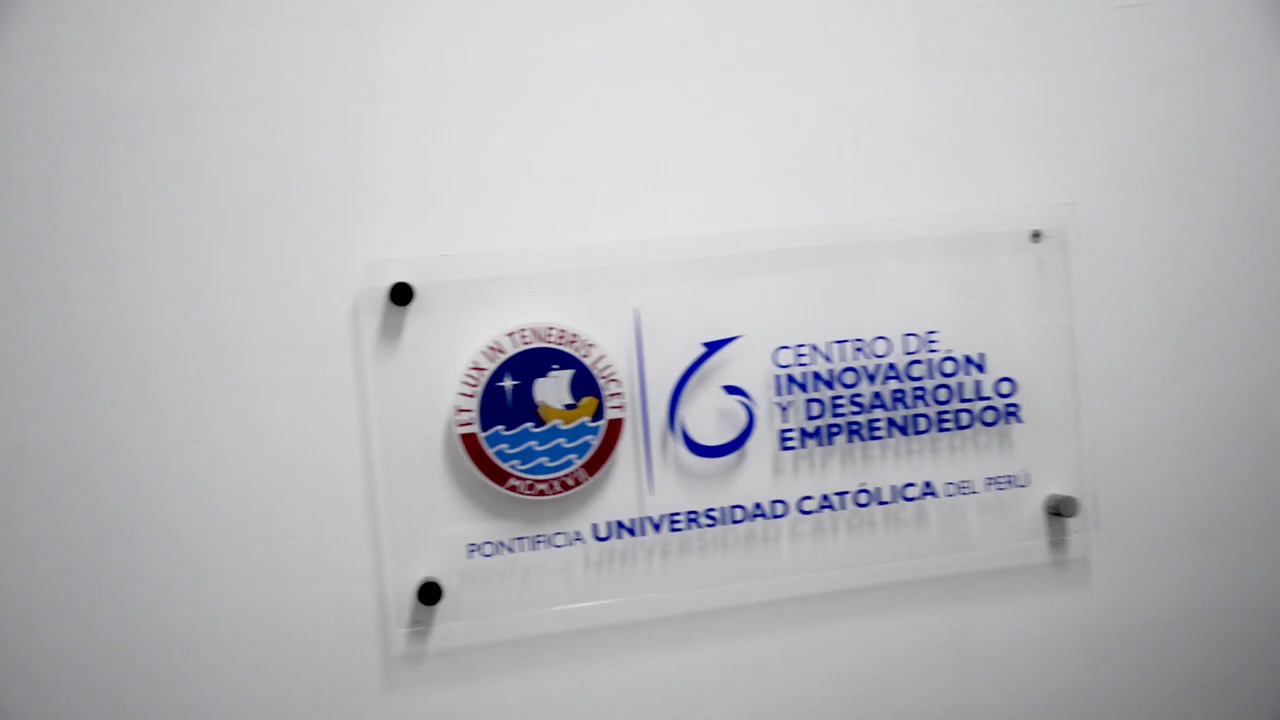 ET LUX IN TENEBRIS LUCET
MCMXVII
CENTRO DE
INNOVACIÓN
Y DESARROLLO
EMPRENDEDOR
PONTIFICIA UNIVERSIDAD CATÓLICA DEL PERÚ